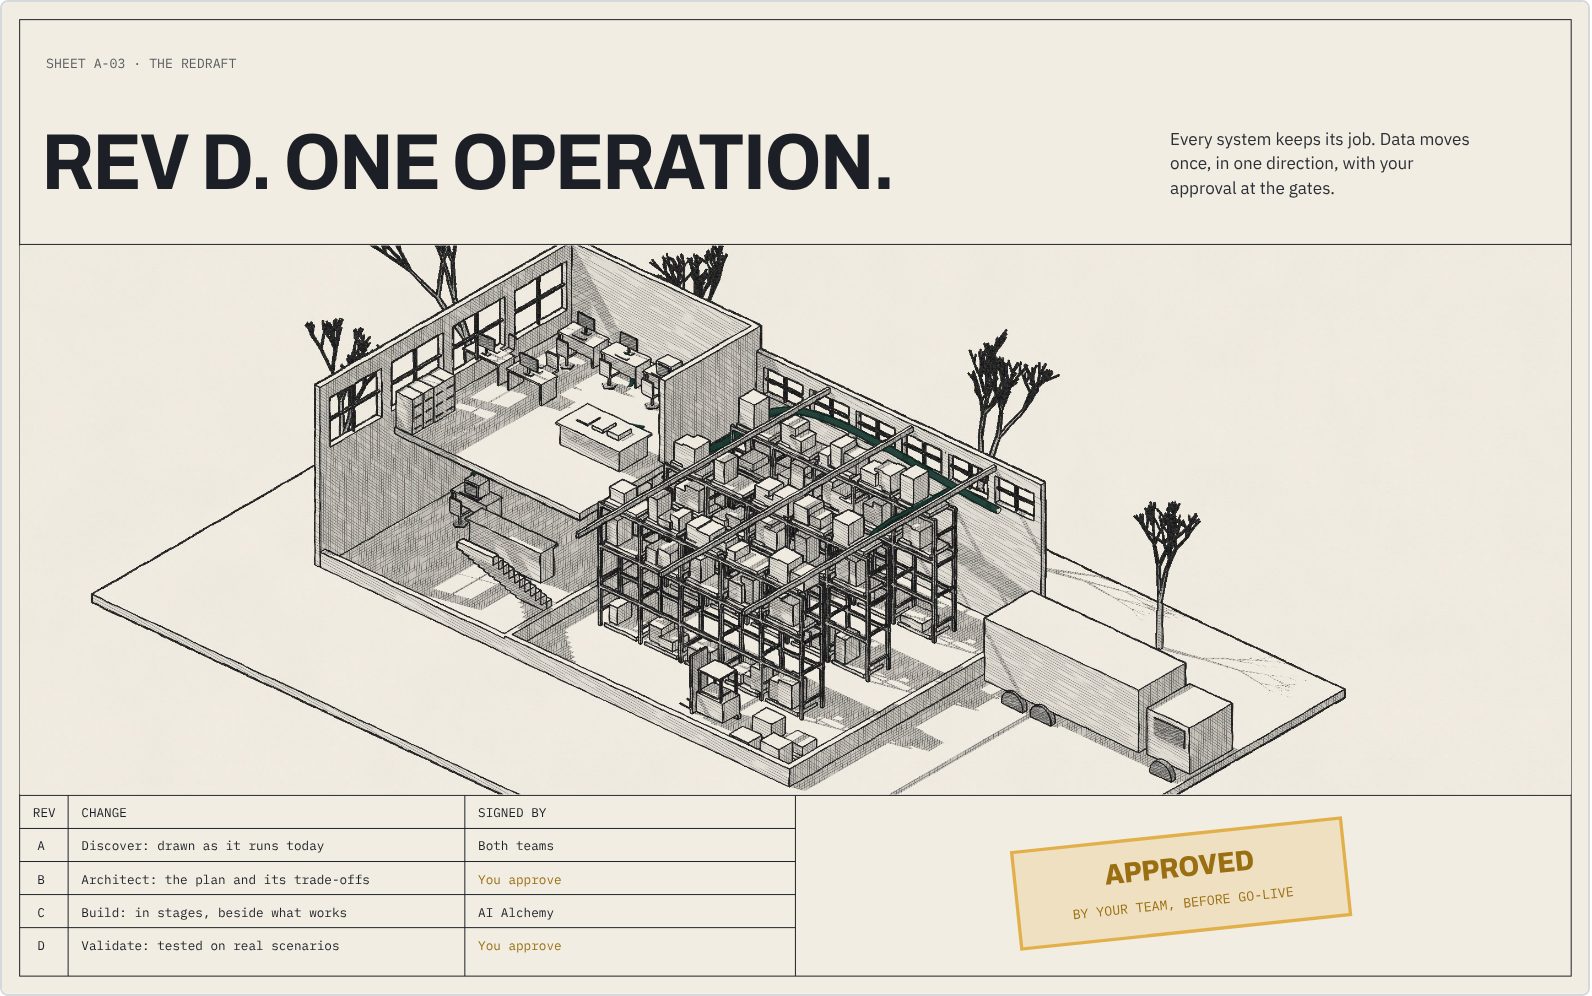 SHEET A-03 · THE REDRAFT
REV D. ONE OPERATION.
Every system keeps its job. Data moves
once, in one direction, with your
approval at the gates.
REV CHANGE SIGNED BY
A Discover: drawn as it runs today Both teams
B Architect: the plan and its trade-offs You approve
C Build: in stages, beside what works AI Alchemy
D Validate: tested on real scenarios You approve
APPROVED
BY YOUR TEAM, BEFORE GO-LIVE